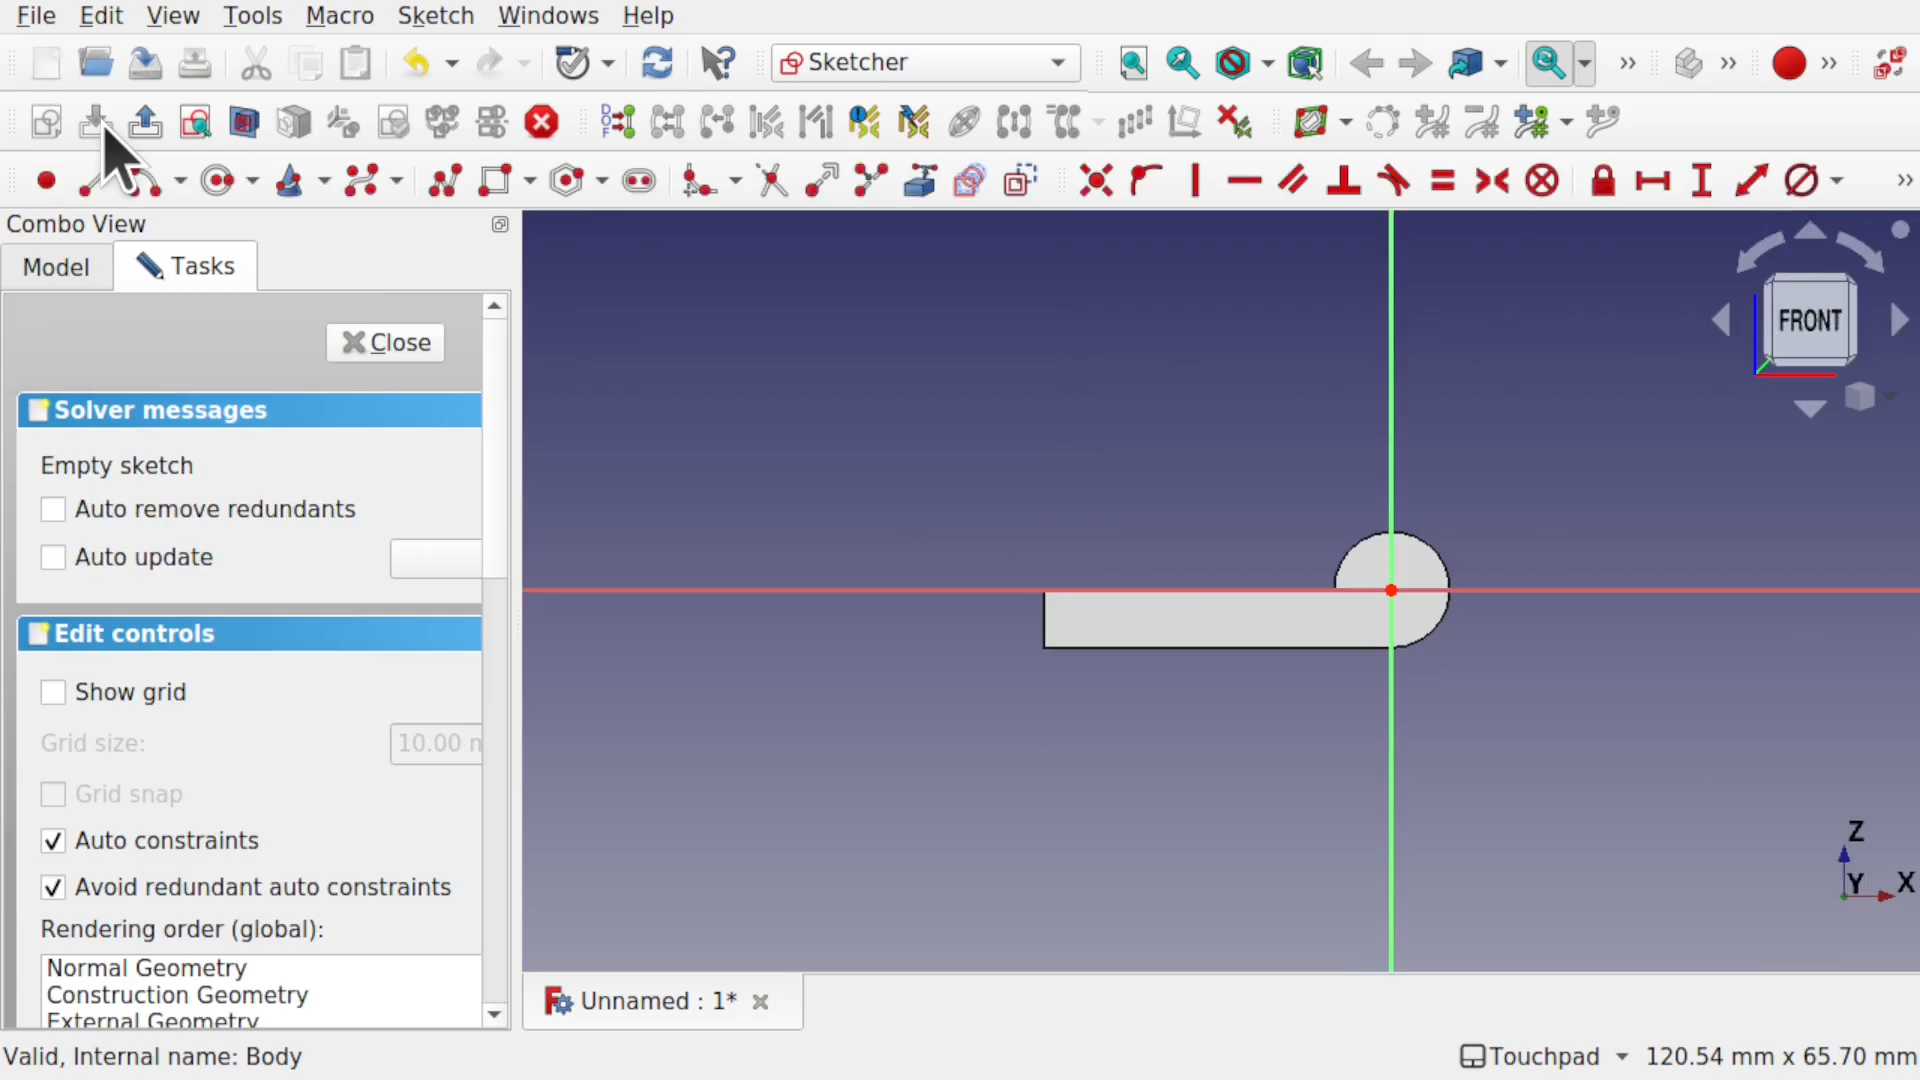 File Edit View Tools Macro Sketch Windows Help
Sketcher
Combo View
Model Tasks
Close
Solver messages
Empty sketch
Auto remove redundants
Auto update
Edit controls
Show grid
Grid size: 10.00 m
Grid snap
Auto constraints
Avoid redundant auto constraints
Rendering order (global):
Normal Geometry
Construction Geometry
External Geometry
FRONT
Z
Y X
Unnamed : 1*
Valid, Internal name: Body
Touchpad 120.54 mm x 65.70 mm